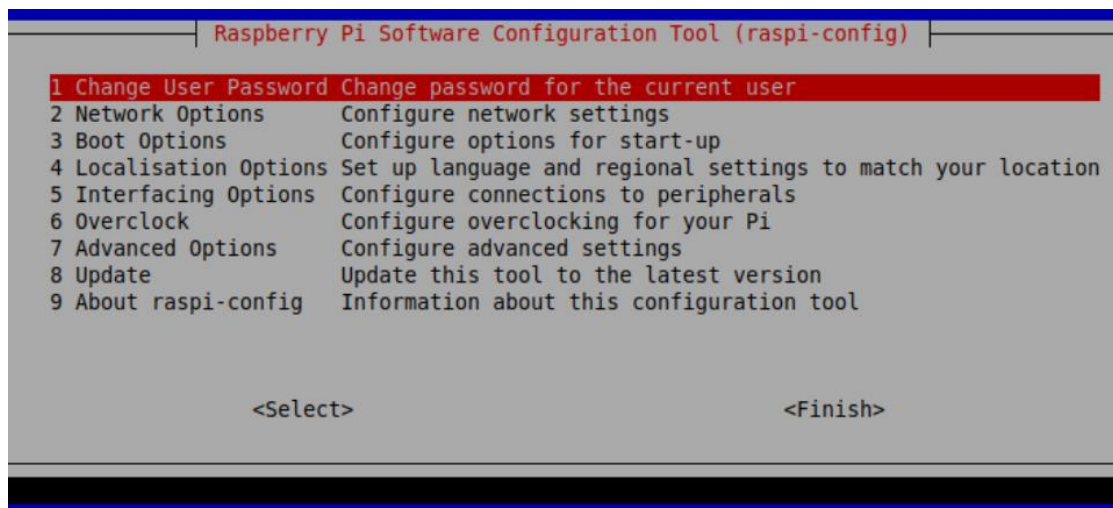 Raspberry Pi Software Configuration Tool (raspi-config)
1 Change User Password Change password for the current user
2 Network Options Configure network settings
3 Boot Options Configure options for start-up
4 Localisation Options Set up language and regional settings to match your location
5 Interfacing Options Configure connections to peripherals
6 Overclock Configure overclocking for your Pi
7 Advanced Options Configure advanced settings
8 Update Update this tool to the latest version
9 About raspi-config Information about this configuration tool
<Select> <Finish>